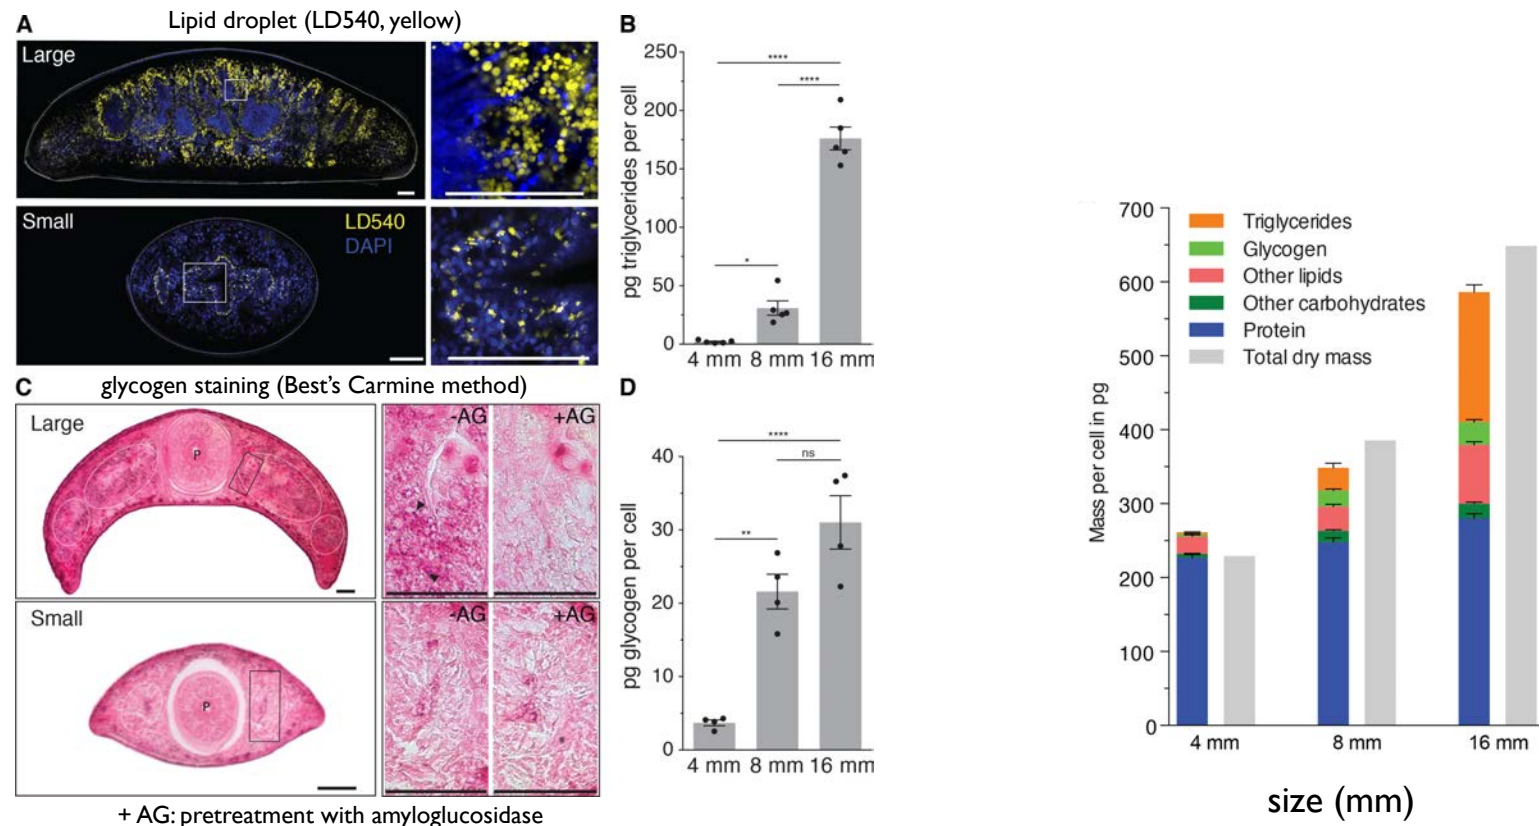 A
Lipid droplet (LD540, yellow)
Large
Small
LD540
DAPI
B
pg triglycerides per cell
250
200
150
100
50
0
****
****
*
4 mm 8 mm 16 mm
C
glycogen staining (Best's Carmine method)
Large
P
-AG
+AG
Small
P
-AG
+AG
+ AG: pretreatment with amyloglucosidase
D
pg glycogen per cell
40
30
20
10
0
****
ns
**
4 mm 8 mm 16 mm
Mass per cell in pg
700
600
500
400
300
200
100
0
Triglycerides
Glycogen
Other lipids
Other carbohydrates
Protein
Total dry mass
4 mm 8 mm 16 mm
size (mm)